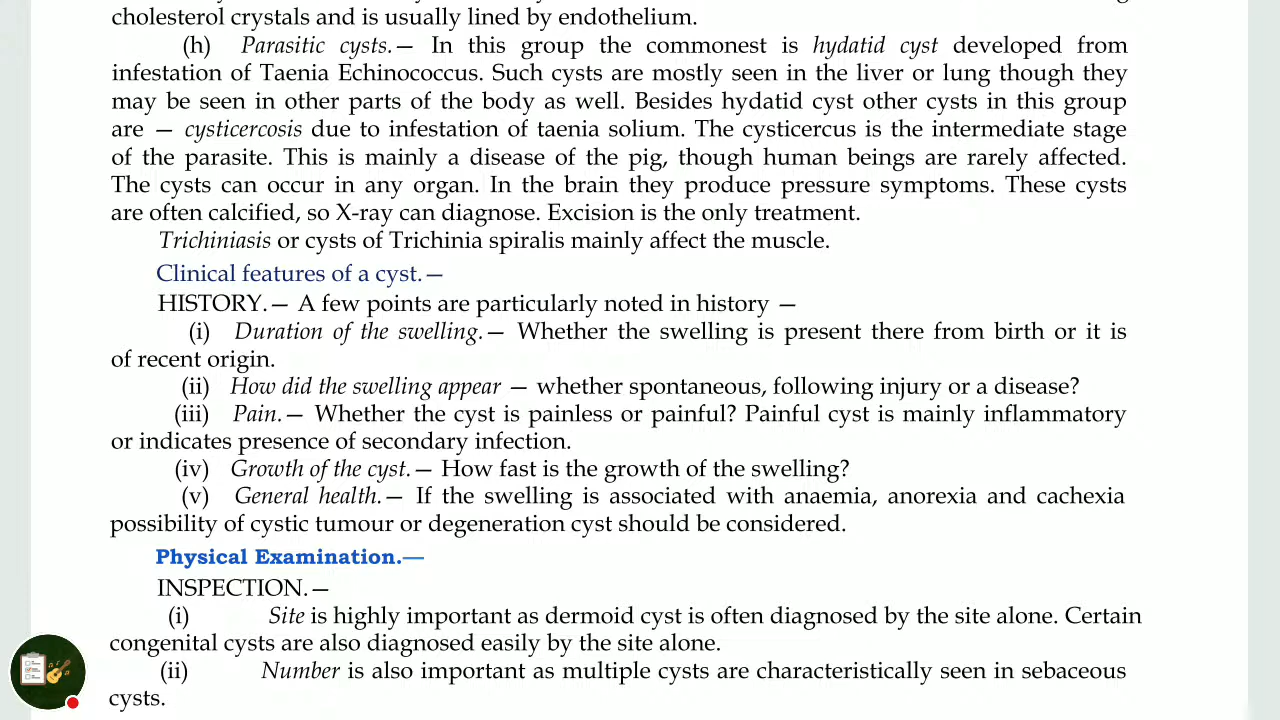 cholesterol crystals and is usually lined by endothelium.
(h) Parasitic cysts.— In this group the commonest is hydatid cyst developed from
infestation of Taenia Echinococcus. Such cysts are mostly seen in the liver or lung though they
may be seen in other parts of the body as well. Besides hydatid cyst other cysts in this group
are — cysticercosis due to infestation of taenia solium. The cysticercus is the intermediate stage
of the parasite. This is mainly a disease of the pig, though human beings are rarely affected.
The cysts can occur in any organ. In the brain they produce pressure symptoms. These cysts
are often calcified, so X-ray can diagnose. Excision is the only treatment.
Trichiniasis or cysts of Trichinia spiralis mainly affect the muscle.
Clinical features of a cyst.—
HISTORY.— A few points are particularly noted in history —
(i) Duration of the swelling.— Whether the swelling is present there from birth or it is
of recent origin.
(ii) How did the swelling appear — whether spontaneous, following injury or a disease?
(iii) Pain.— Whether the cyst is painless or painful? Painful cyst is mainly inflammatory
or indicates presence of secondary infection.
(iv) Growth of the cyst.— How fast is the growth of the swelling?
(v) General health.— If the swelling is associated with anaemia, anorexia and cachexia
possibility of cystic tumour or degeneration cyst should be considered.
Physical Examination.—
INSPECTION.—
(i) Site is highly important as dermoid cyst is often diagnosed by the site alone. Certain
congenital cysts are also diagnosed easily by the site alone.
(ii) Number is also important as multiple cysts are characteristically seen in sebaceous
cysts.